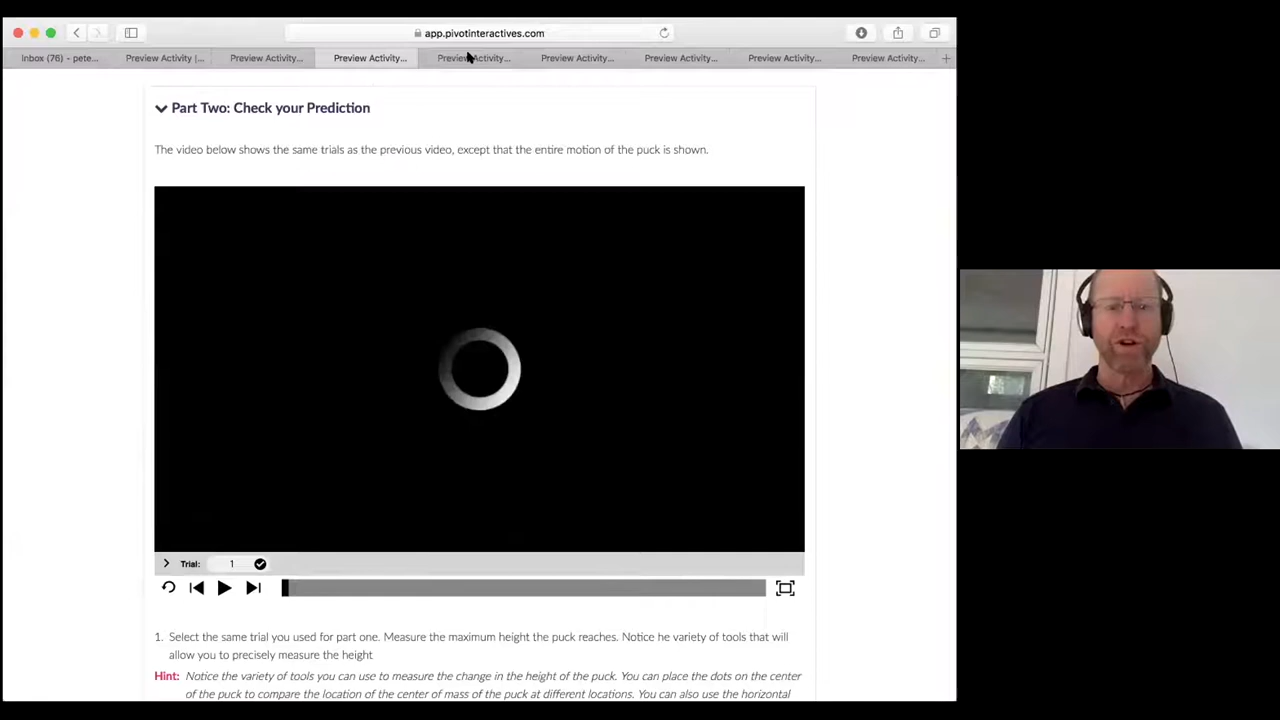 app.pivotinteractives.com
Inbox (76) - pete...
Preview Activity |...
Preview Activity...
Preview Activity...
Preview Activity...
Preview Activity...
Preview Activity...
Preview Activity...
Preview Activity...
Part Two: Check your Prediction
The video below shows the same trials as the previous video, except that the entire motion of the puck is shown.
Trial: 1
1. Select the same trial you used for part one. Measure the maximum height the puck reaches. Notice he variety of tools that will
allow you to precisely measure the height
Hint: Notice the variety of tools you can use to measure the change in the height of the puck. You can place the dots on the center
of the puck to compare the location of the center of mass of the puck at different locations. You can also use the horizontal